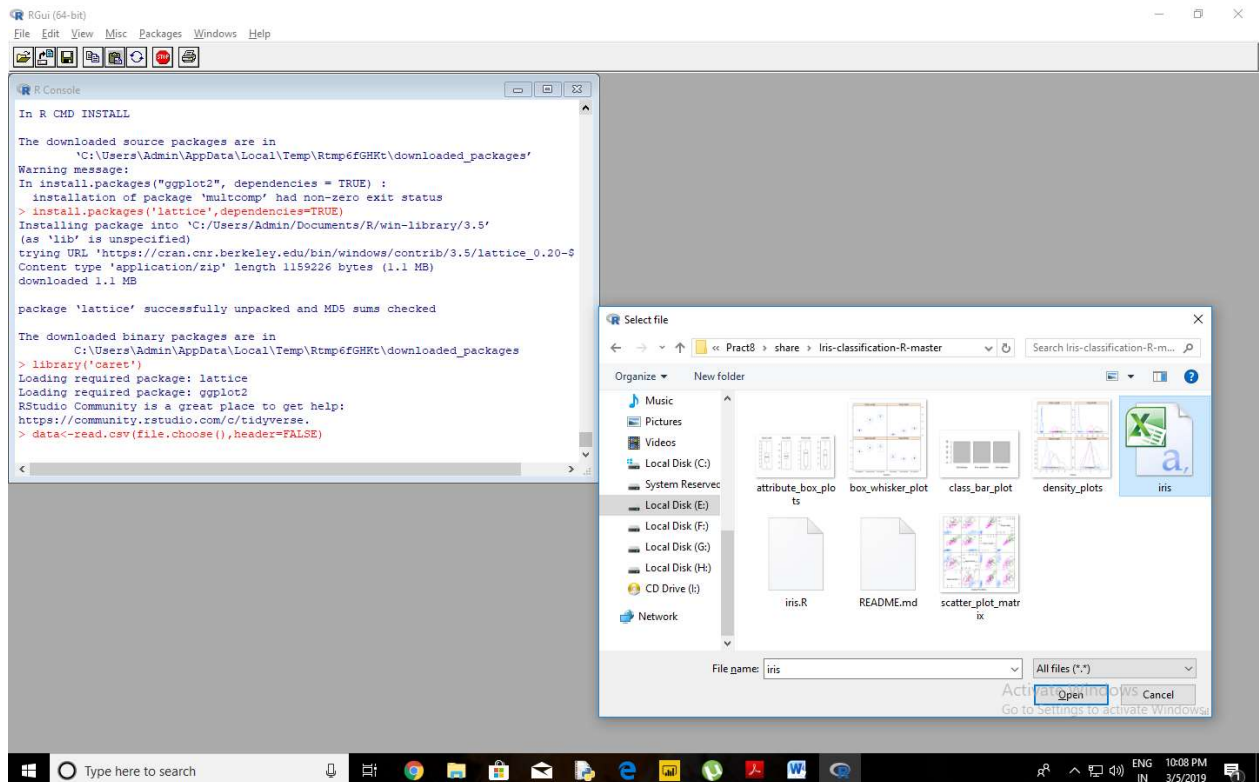 RGui (64-bit)
File Edit View Misc Packages Windows Help
STOP
R Console
In R CMD INSTALL
The downloaded source packages are in
‘C:\Users\Admin\AppData\Local\Temp\Rtmp6fGHKt\downloaded_packages’
Warning message:
In install.packages("ggplot2", dependencies = TRUE) :
installation of package ‘multcomp’ had non-zero exit status
> install.packages('lattice',dependencies=TRUE)
Installing package into ‘C:/Users/Admin/Documents/R/win-library/3.5’
(as ‘lib’ is unspecified)
trying URL 'https://cran.cnr.berkeley.edu/bin/windows/contrib/3.5/lattice_0.20-$
Content type 'application/zip' length 1159226 bytes (1.1 MB)
downloaded 1.1 MB
package ‘lattice’ successfully unpacked and MD5 sums checked
The downloaded binary packages are in
C:\Users\Admin\AppData\Local\Temp\Rtmp6fGHKt\downloaded_packages
> library('caret')
Loading required package: lattice
Loading required package: ggplot2
RStudio Community is a great place to get help:
https://community.rstudio.com/c/tidyverse.
> data<-read.csv(file.choose(),header=FALSE)
Select file
« Pract8 › share › Iris-classification-R-master
Search Iris-classification-R-m...
Organize
New folder
Music
Pictures
Videos
Local Disk (C:)
System Reserved
Local Disk (E:)
Local Disk (F:)
Local Disk (G:)
Local Disk (H:)
CD Drive (I:)
Network
attribute_box_plo
ts
box_whisker_plot
class_bar_plot
density_plots
iris
iris.R
README.md
scatter_plot_matr
ix
File name: iris
All files (*.*)
Open
Cancel
Activate Windows
Go to Settings to activate Windows.
Type here to search
ENG
IN
10:08 PM
3/5/2019